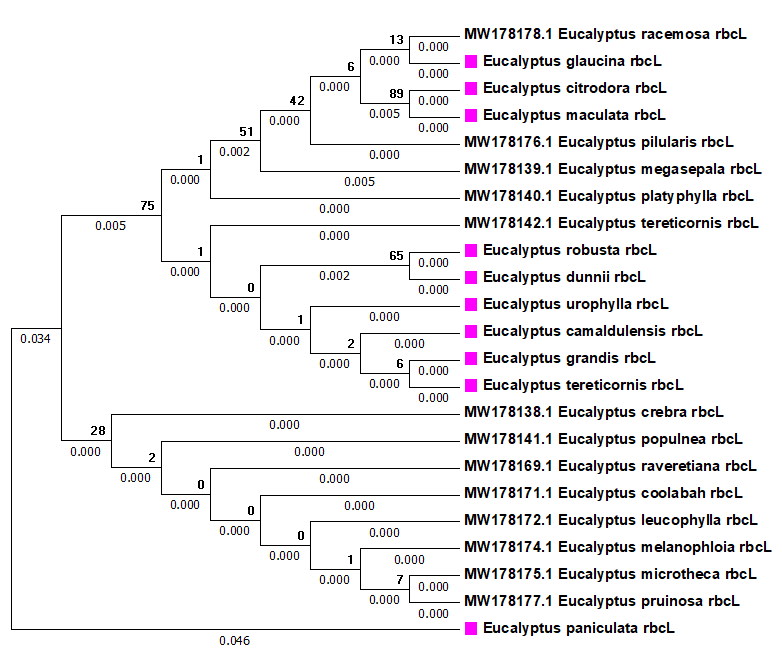 13 MW178178.1 Eucalyptus racemosa rbcL
0.000
6 0.000 Eucalyptus glaucina rbcL
0.000
42 0.000 89 Eucalyptus citrodora rbcL
0.000
0.000 0.005 Eucalyptus maculata rbcL
51 0.000
MW178176.1 Eucalyptus pilularis rbcL
0.002 0.000
1 MW178139.1 Eucalyptus megasepala rbcL
0.000 0.005
MW178140.1 Eucalyptus platyphylla rbcL
75 0.000
0.005 MW178142.1 Eucalyptus tereticornis rbcL
0.000
1 65 Eucalyptus robusta rbcL
0.000
0.000 0.002 Eucalyptus dunnii rbcL
0 0.000
0.000 Eucalyptus urophylla rbcL
1 0.000
0.034 0.000 Eucalyptus camaldulensis rbcL
2 0.000
0.000 6 Eucalyptus grandis rbcL
0.000
0.000 Eucalyptus tereticornis rbcL
0.000
MW178138.1 Eucalyptus crebra rbcL
28 0.000
0.000 MW178141.1 Eucalyptus populnea rbcL
2 0.000
0.000 MW178169.1 Eucalyptus raveretiana rbcL
0 0.000
0.000 MW178171.1 Eucalyptus coolabah rbcL
0 0.000
0.000 MW178172.1 Eucalyptus leucophylla rbcL
0 0.000
0.000 MW178174.1 Eucalyptus melanophloia rbcL
1 0.000
0.000 7 MW178175.1 Eucalyptus microtheca rbcL
0.000
0.000 MW178177.1 Eucalyptus pruinosa rbcL
0.000
Eucalyptus paniculata rbcL
0.046